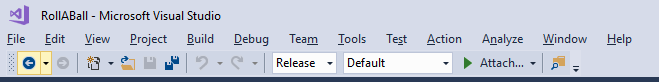 RollABall - Microsoft Visual Studio
File Edit View Project Build Debug Team Tools Test Action Analyze Window Help
Release Default Attach...